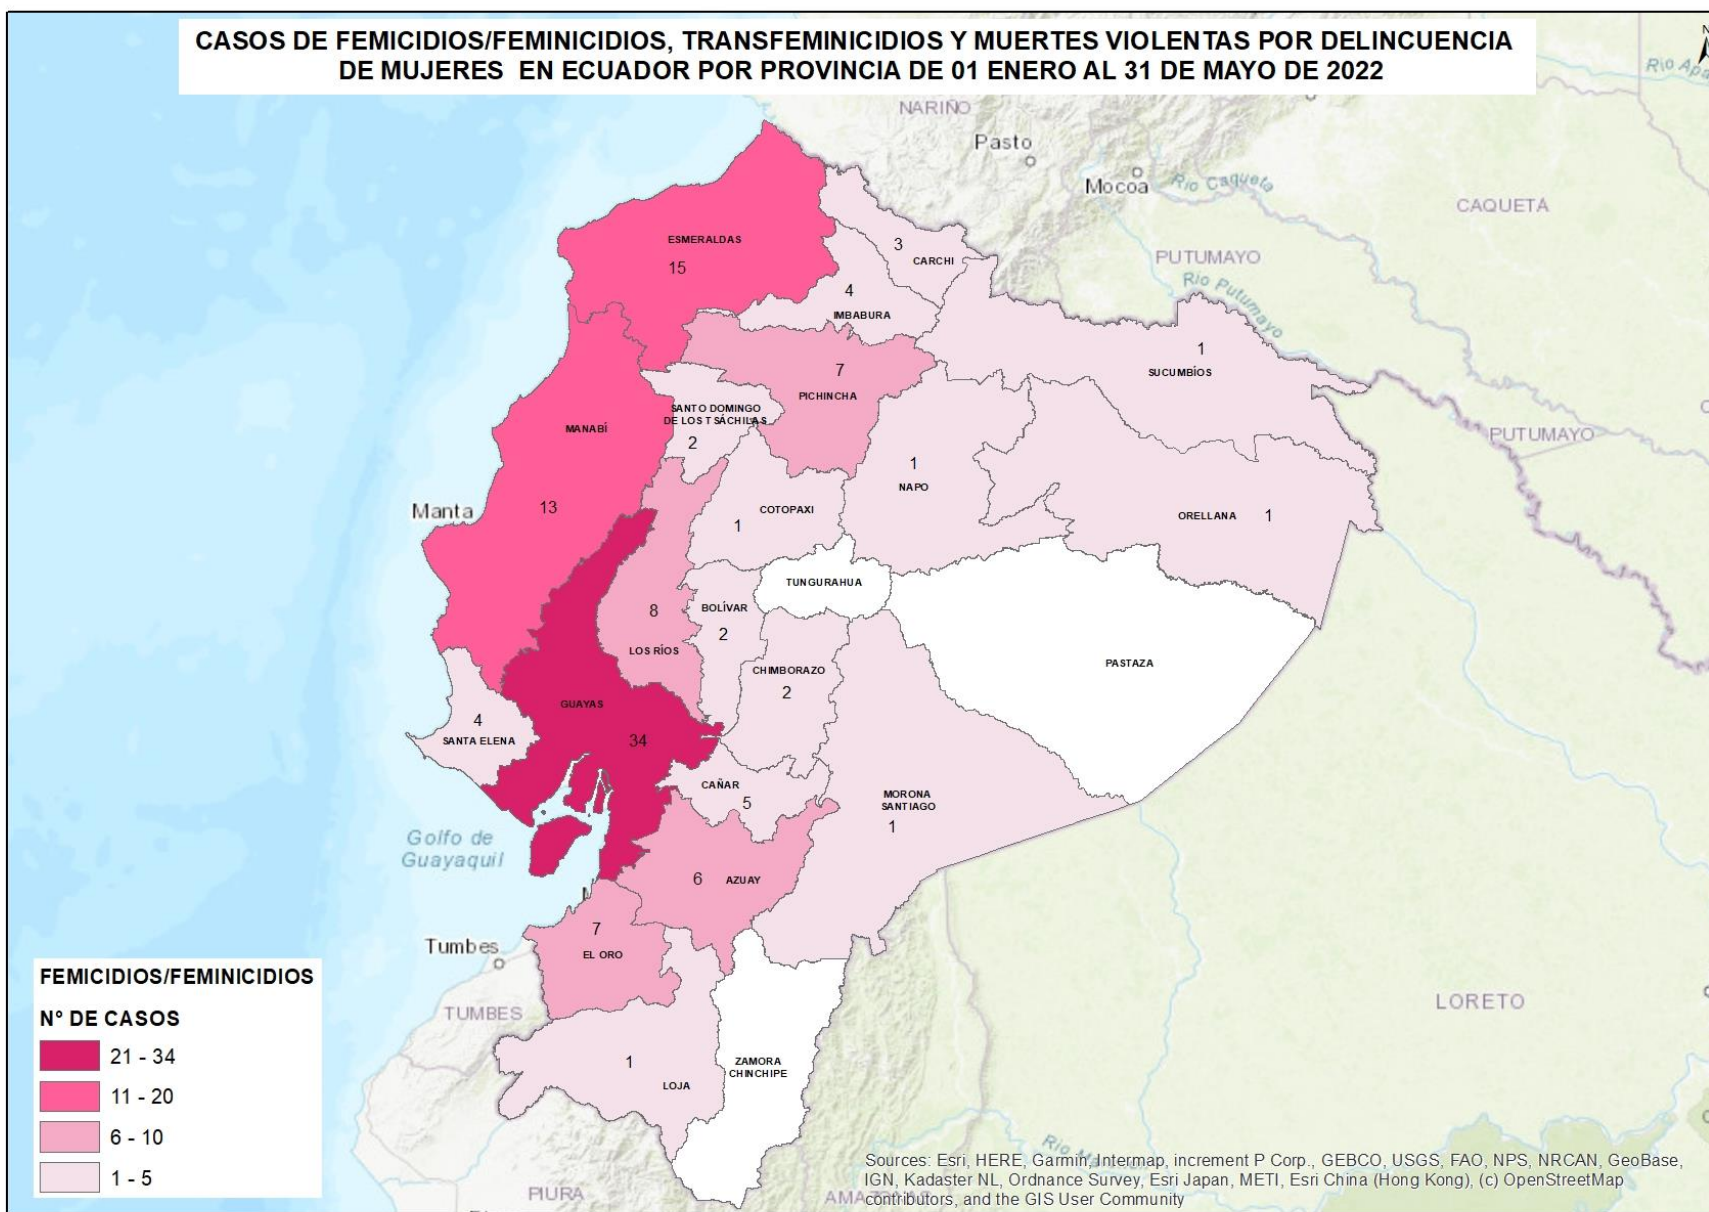 CASOS DE FEMICIDIOS/FEMINICIDIOS, TRANSFEMINICIDIOS Y MUERTES VIOLENTAS POR DELINCUENCIA
DE MUJERES EN ECUADOR POR PROVINCIA DE 01 ENERO AL 31 DE MAYO DE 2022
N
NARIÑO
Pasto
Mocoa
Rio Caqueta
CAQUETÁ
PUTUMAYO
Rio Putumayo
PUTUMAYO
ESMERALDAS
15
3
CARCHI
4
IMBABURA
1
SUCUMBÍOS
7
PICHINCHA
SANTO DOMINGO
DE LOS TSÁCHILAS
2
MANABÍ
13
Manta
1
NAPO
ORELLANA 1
COTOPAXI
1
TUNGURAHUA
BOLÍVAR
2
8
LOS RÍOS
PASTAZA
CHIMBORAZO
2
GUAYAS
34
4
SANTA ELENA
CAÑAR
5
MORONA
SANTIAGO
1
Golfo de
Guayaquil
6 AZUAY
7
EL ORO
Tumbes
TUMBES
1
LOJA
ZAMORA
CHINCHIPE
LORETO
PIURA
FEMICIDIOS/FEMINICIDIOS
N° DE CASOS
21 - 34
11 - 20
6 - 10
1 - 5
Sources: Esri, HERE, Garmin, Intermap, increment P Corp., GEBCO, USGS, FAO, NPS, NRCAN, GeoBase,
IGN, Kadaster NL, Ordnance Survey, Esri Japan, METI, Esri China (Hong Kong), (c) OpenStreetMap
contributors, and the GIS User Community